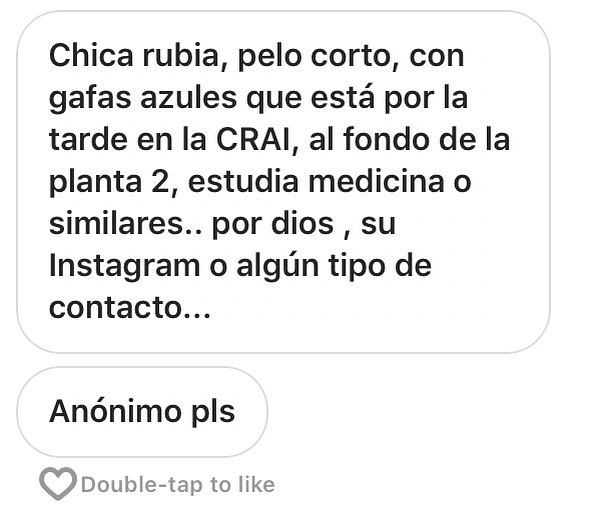 Chica rubia, pelo corto, con
gafas azules que está por la
tarde en la CRAI, al fondo de la
planta 2, estudia medicina o
similares.. por dios , su
Instagram o algún tipo de
contacto...
Anónimo pls
Double-tap to like